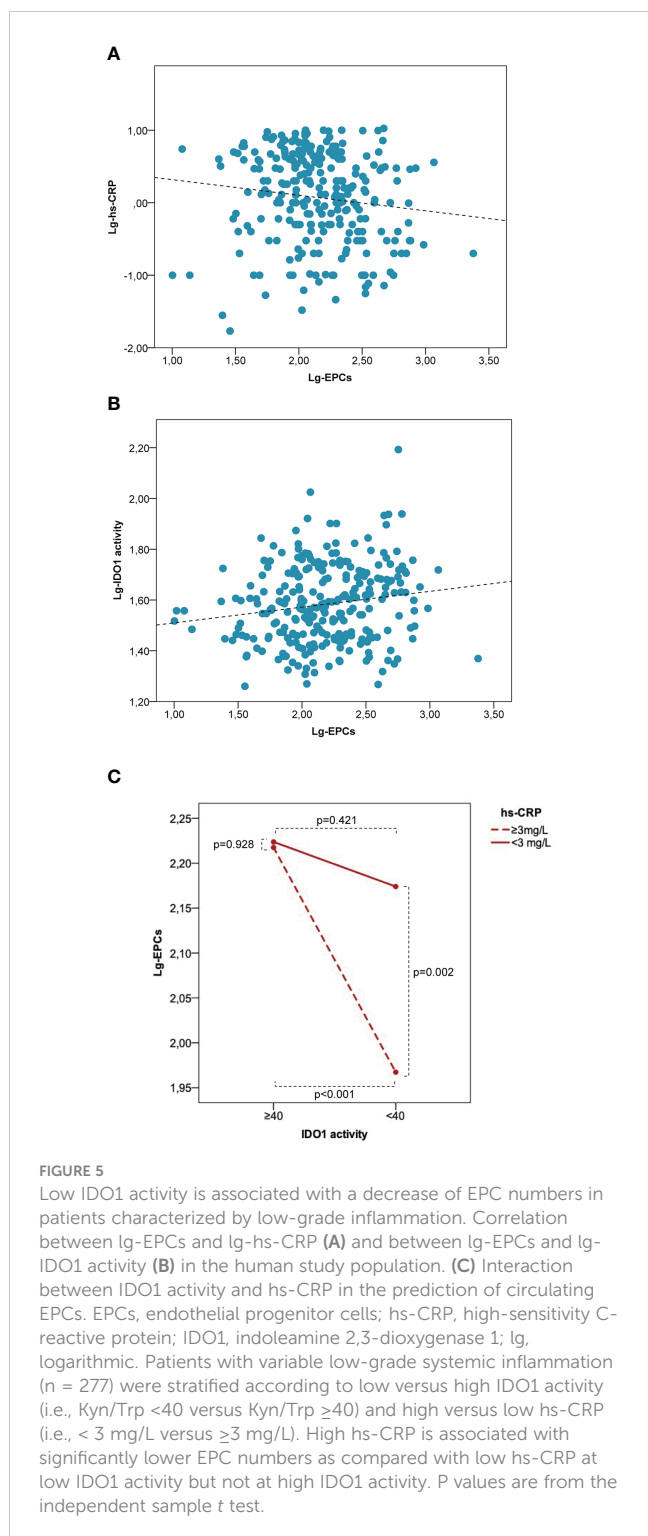 A
1,00
,00
-1,00
-2,00
Lg-hs-CRP
1,00 1,50 2,00 2,50 3,00 3,50
Lg-EPCs
B
2,20
2,00
1,80
1,60
1,40
1,20
Lg-IDO1 activity
1,00 1,50 2,00 2,50 3,00 3,50
Lg-EPCs
C
2,25
2,20
2,15
2,10
2,05
2,00
1,95
Lg-EPCs
p=0.421
p=0.928
p=0.002
p<0.001
≥40 <40
IDO1 activity
hs-CRP
≥3mg/L
<3 mg/L
FIGURE 5
Low IDO1 activity is associated with a decrease of EPC numbers in
patients characterized by low-grade inflammation. Correlation
between lg-EPCs and lg-hs-CRP (A) and between lg-EPCs and lg-
IDO1 activity (B) in the human study population. (C) Interaction
between IDO1 activity and hs-CRP in the prediction of circulating
EPCs. EPCs, endothelial progenitor cells; hs-CRP, high-sensitivity C-
reactive protein; IDO1, indoleamine 2,3-dioxygenase 1; lg,
logarithmic. Patients with variable low-grade systemic inflammation
(n = 277) were stratified according to low versus high IDO1 activity
(i.e., Kyn/Trp <40 versus Kyn/Trp ≥40) and high versus low hs-CRP
(i.e., < 3 mg/L versus ≥3 mg/L). High hs-CRP is associated with
significantly lower EPC numbers as compared with low hs-CRP at
low IDO1 activity but not at high IDO1 activity. P values are from the
independent sample t test.